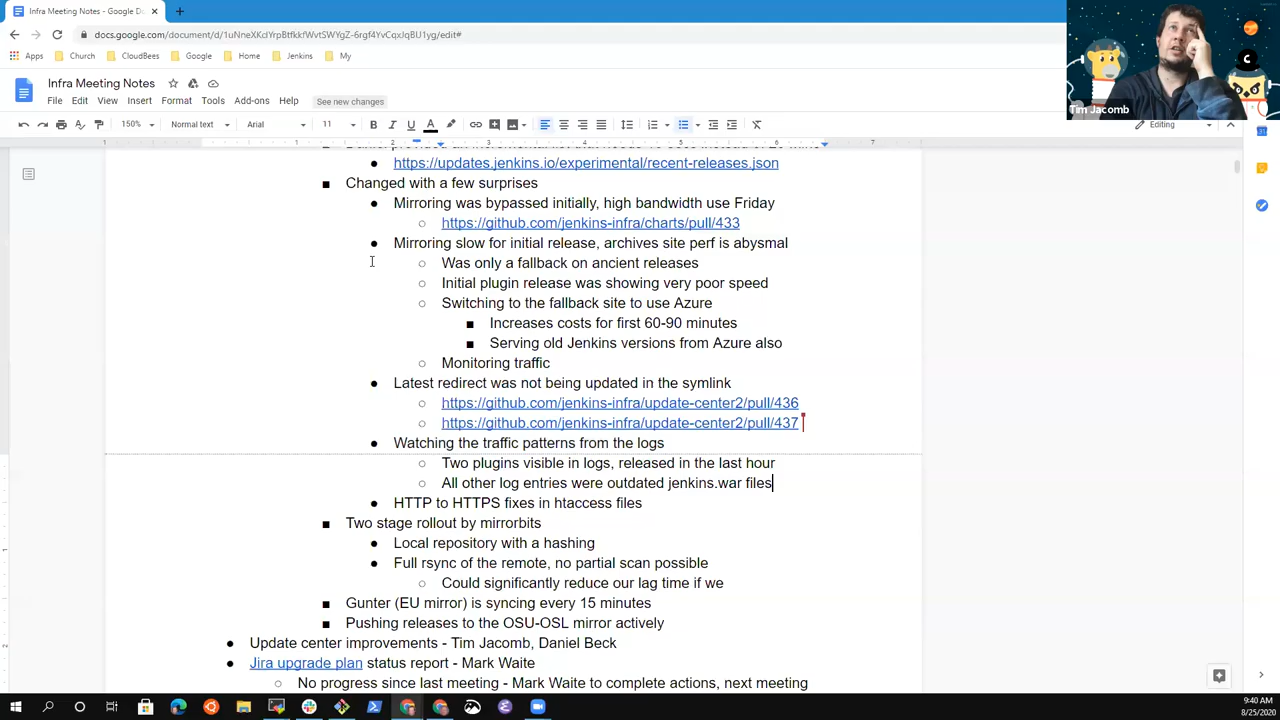 Infra Meeting Notes - Google Do
docs.google.com/document/d/1uNneXKcIYrpBtfkkfWvtSWYgZ-6rgf4YvCqxJqBU1yg/edit#
Apps Church CloudBees Google Home Jenkins My
Infra Meeting Notes
File Edit View Insert Format Tools Add-ons Help See new changes
150% Normal text Arial 11 Editing
Tim Jacomb
https://updates.jenkins.io/experimental/recent-releases.json
Changed with a few surprises
Mirroring was bypassed initially, high bandwidth use Friday
https://github.com/jenkins-infra/charts/pull/433
Mirroring slow for initial release, archives site perf is abysmal
Was only a fallback on ancient releases
Initial plugin release was showing very poor speed
Switching to the fallback site to use Azure
Increases costs for first 60-90 minutes
Serving old Jenkins versions from Azure also
Monitoring traffic
Latest redirect was not being updated in the symlink
https://github.com/jenkins-infra/update-center2/pull/436
https://github.com/jenkins-infra/update-center2/pull/437
Watching the traffic patterns from the logs
Two plugins visible in logs, released in the last hour
All other log entries were outdated jenkins.war files
HTTP to HTTPS fixes in htaccess files
Two stage rollout by mirrorbits
Local repository with a hashing
Full rsync of the remote, no partial scan possible
Could significantly reduce our lag time if we
Gunter (EU mirror) is syncing every 15 minutes
Pushing releases to the OSU-OSL mirror actively
Update center improvements - Tim Jacomb, Daniel Beck
Jira upgrade plan status report - Mark Waite
No progress since last meeting - Mark Waite to complete actions, next meeting
9:40 AM
8/25/2020